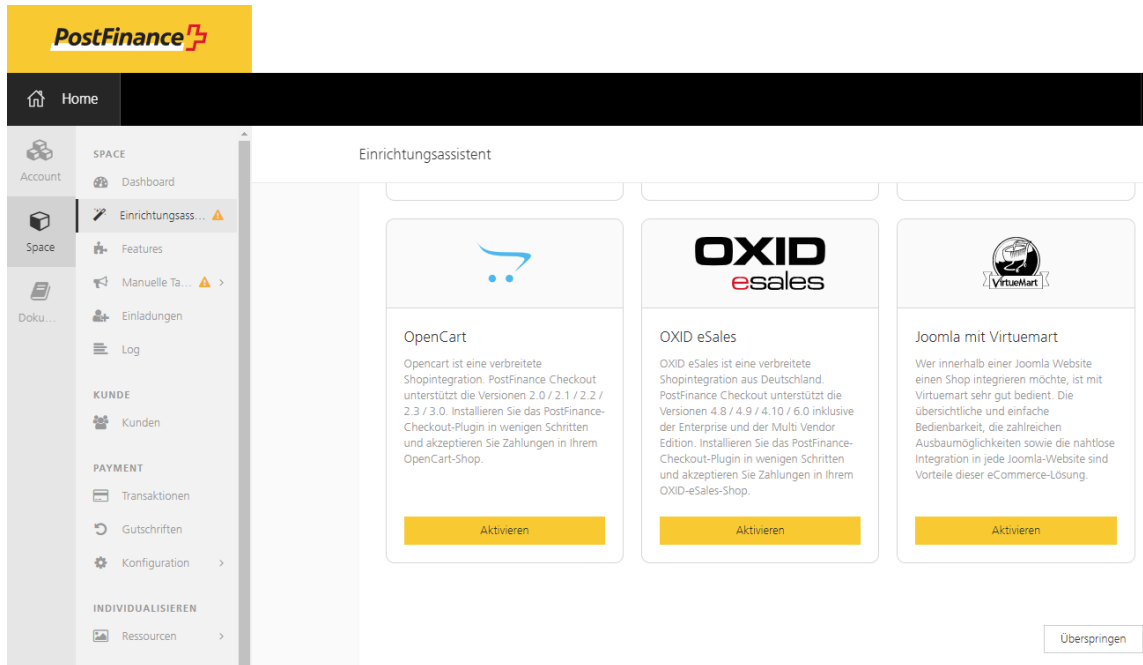 PostFinance
Home
Account
Space
Doku...
SPACE
Dashboard
Einrichtungsass...
Features
Manuelle Ta...
Einladungen
Log
KUNDE
Kunden
PAYMENT
Transaktionen
Gutschriften
Konfiguration
INDIVIDUALISIEREN
Ressourcen
Einrichtungsassistent
OpenCart
Opencart ist eine verbreitete
Shopintegration. PostFinance Checkout
unterstützt die Versionen 2.0 / 2.1 / 2.2 /
2.3 / 3.0. Installieren Sie das PostFinance-
Checkout-Plugin in wenigen Schritten
und akzeptieren Sie Zahlungen in Ihrem
OpenCart-Shop.
Aktivieren
OXID
esales
OXID eSales
OXID eSales ist eine verbreitete
Shopintegration aus Deutschland.
PostFinance Checkout unterstützt die
Versionen 4.8 / 4.9 / 4.10 / 6.0 inklusive
der Enterprise und der Multi Vendor
Edition. Installieren Sie das PostFinance-
Checkout-Plugin in wenigen Schritten
und akzeptieren Sie Zahlungen in Ihrem
OXID-eSales-Shop.
Aktivieren
VirtueMart
Joomla mit Virtuemart
Wer innerhalb einer Joomla Website
einen Shop integrieren möchte, ist mit
Virtuemart sehr gut bedient. Die
übersichtliche und einfache
Bedienbarkeit, die zahlreichen
Ausbaumöglichkeiten sowie die nahtlose
Integration in jede Joomla-Website sind
Vorteile dieser eCommerce-Lösung.
Aktivieren
Überspringen